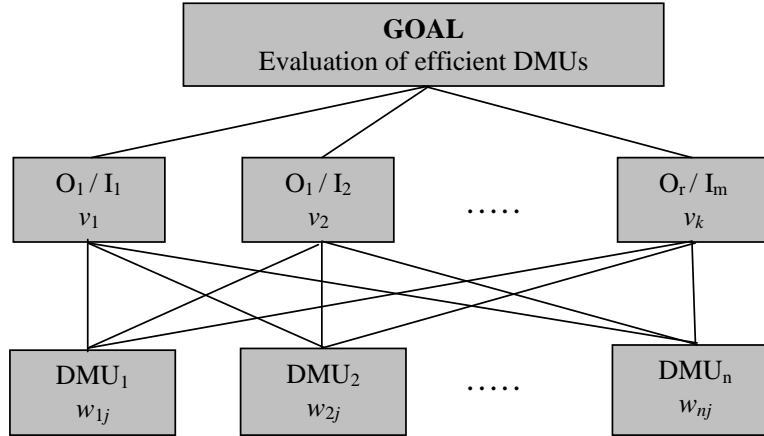 GOAL
Evaluation of efficient DMUs
O₁ / I₁
v₁
O₁ / I₂
v₂
.....
Oᵣ / Iₘ
vₖ
DMU₁
w₁ⱼ
DMU₂
w₂ⱼ
.....
DMUₙ
wₙⱼ